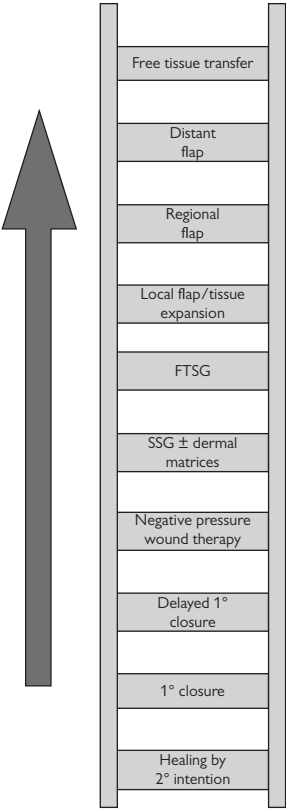 Free tissue transfer
Distant
flap
Regional
flap
Local flap/tissue
expansion
FTSG
SSG ± dermal
matrices
Negative pressure
wound therapy
Delayed 1°
closure
1° closure
Healing by
2° intention